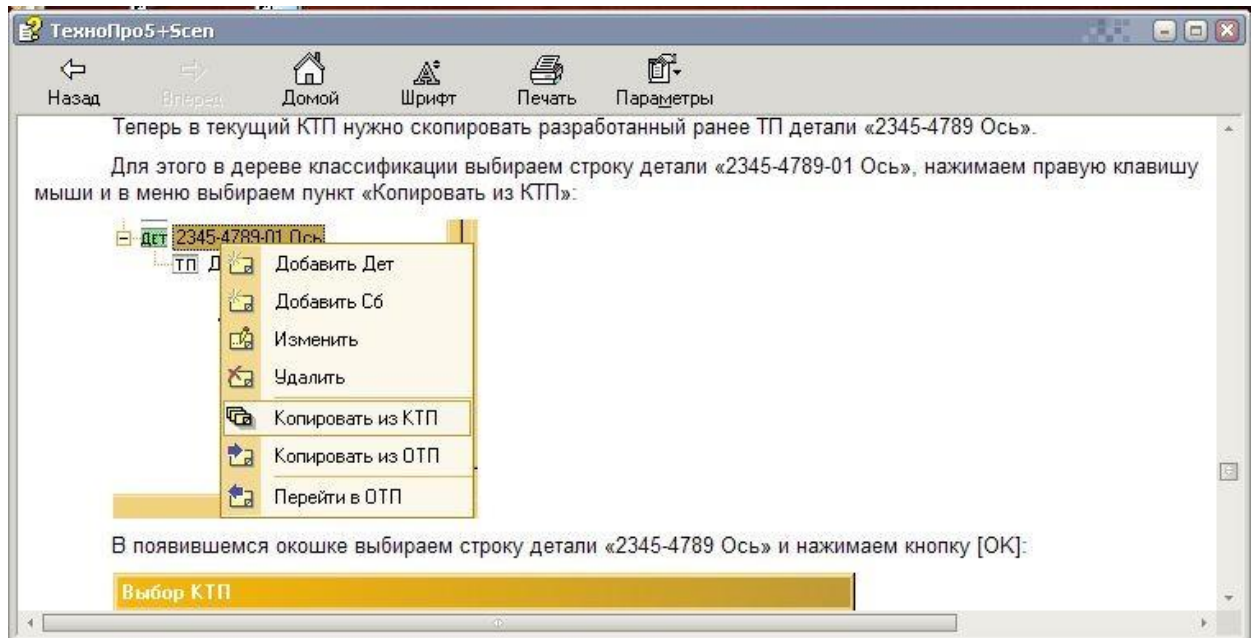 ТехноПро5+Scen
Назад Вперед Домой Шрифт Печать Параметры
Теперь в текущий КТП нужно скопировать разработанный ранее ТП детали «2345-4789 Ось».
Для этого в дереве классификации выбираем строку детали «2345-4789-01 Ось», нажимаем правую клавишу
мыши и в меню выбираем пункт «Копировать из КТП»:
ДЕТ 2345-4789-01 Ось
ТП Д
Добавить Дет
Добавить Сб
Изменить
Удалить
Копировать из КТП
Копировать из ОТП
Перейти в ОТП
В появившемся окошке выбираем строку детали «2345-4789 Ось» и нажимаем кнопку [OK]:
Выбор КТП